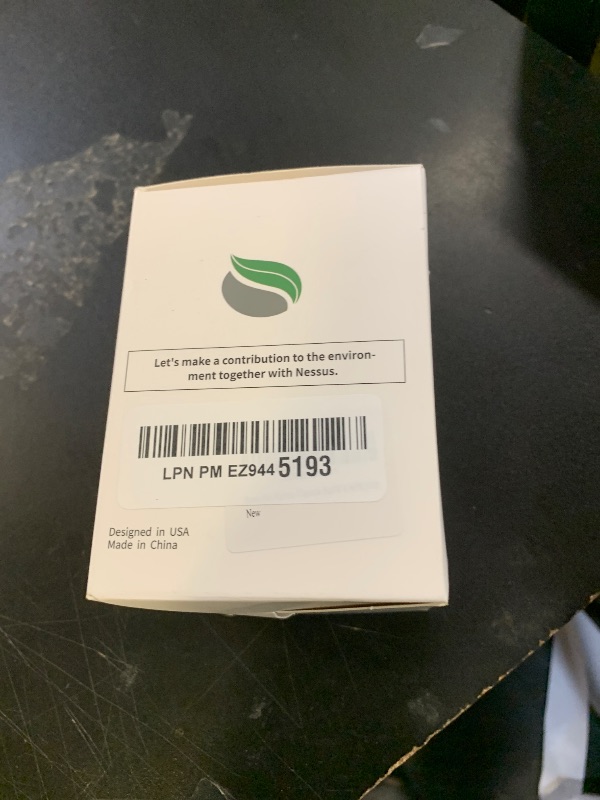 Let's make a contribution to the environ-
ment together with Nessus.
LPN PM EZ944 5193
New
Designed in USA
Made in China